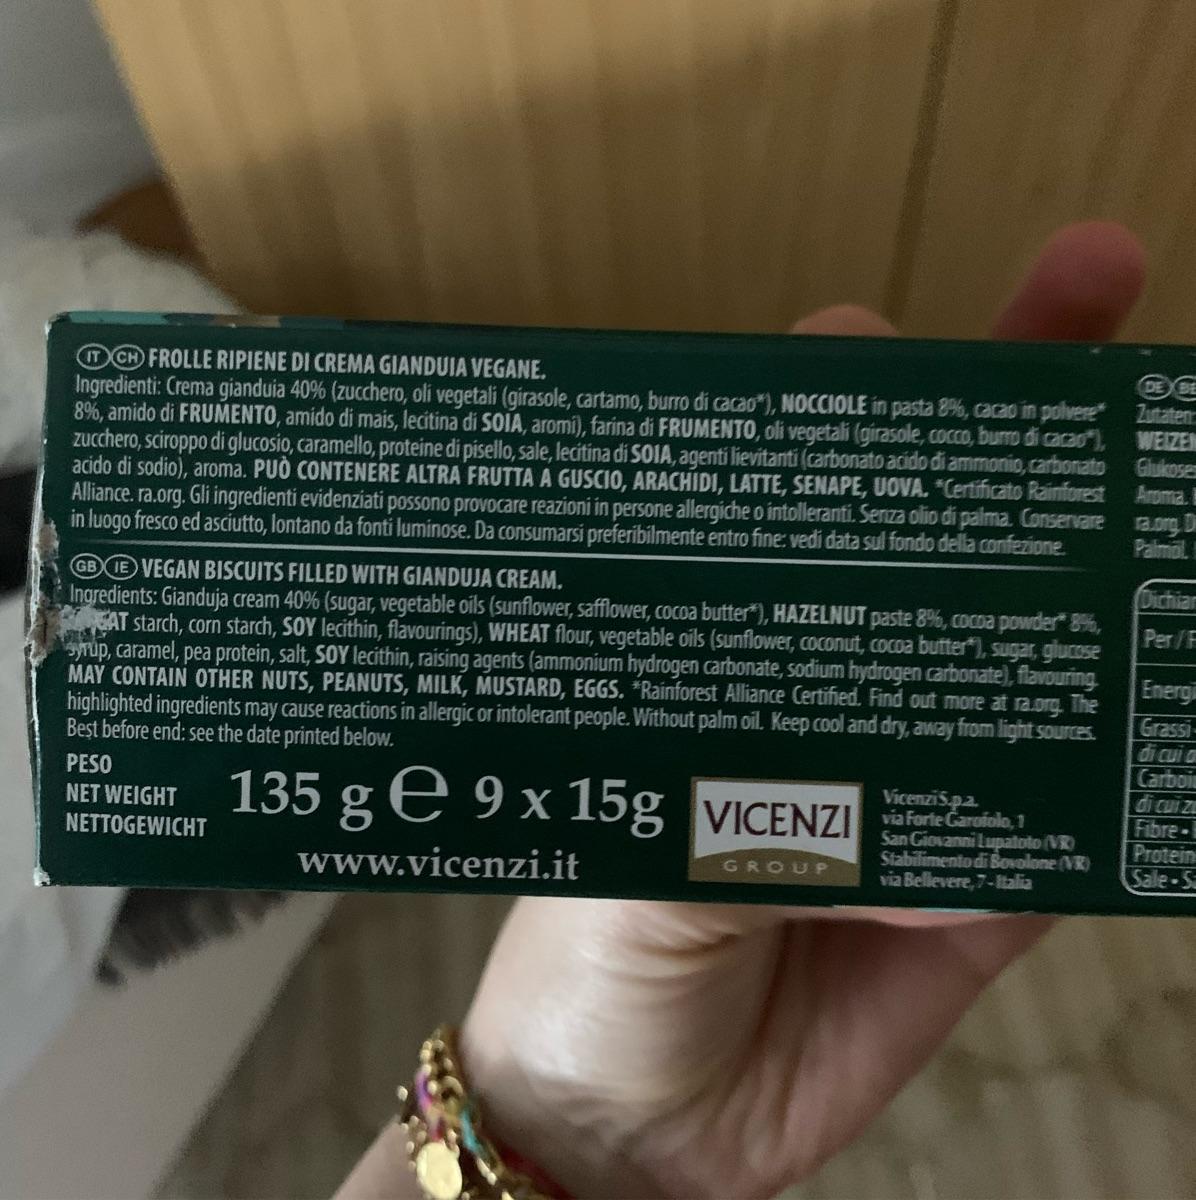 IT CH FROLLE RIPIENE DI CREMA GIANDUIA VEGANE.
Ingredienti: Crema gianduia 40% (zucchero, oli vegetali (girasole, cartamo, burro di cacao*), NOCCIOLE in pasta 8%, cacao in polvere*
8%, amido di FRUMENTO, amido di mais, lecitina di SOIA, aromi), farina di FRUMENTO, oli vegetali (girasole, cocco, burro di cacao*),
zucchero, sciroppo di glucosio, caramello, proteine di pisello, sale, lecitina di SOIA, agenti lievitanti (carbonato acido di ammonio, carbonato
acido di sodio), aroma. PUÒ CONTENERE ALTRA FRUTTA A GUSCIO, ARACHIDI, LATTE, SENAPE, UOVA. *Certificato Rainforest
Alliance. ra.org. Gli ingredienti evidenziati possono provocare reazioni in persone allergiche o intolleranti. Senza olio di palma. Conservare
in luogo fresco ed asciutto, lontano da fonti luminose. Da consumarsi preferibilmente entro fine: vedi data sul fondo della confezione.
GB IE VEGAN BISCUITS FILLED WITH GIANDUJA CREAM.
Ingredients: Gianduja cream 40% (sugar, vegetable oils (sunflower, safflower, cocoa butter*), HAZELNUT paste 8%, cocoa powder* 8%,
EAT starch, corn starch, SOY lecithin, flavourings), WHEAT flour, vegetable oils (sunflower, coconut, cocoa butter*), sugar, glucose
syrup, caramel, pea protein, salt, SOY lecithin, raising agents (ammonium hydrogen carbonate, sodium hydrogen carbonate), flavouring.
MAY CONTAIN OTHER NUTS, PEANUTS, MILK, MUSTARD, EGGS. *Rainforest Alliance Certified. Find out more at ra.org. The
highlighted ingredients may cause reactions in allergic or intolerant people. Without palm oil. Keep cool and dry, away from light sources.
Best before end: see the date printed below.
PESO
NET WEIGHT
NETTOGEWICHT
135 g e 9 x 15g
www.vicenzi.it
VICENZI
GROUP
Vicenzi S.p.a.
via Forte Garofolo, 1
San Giovanni Lupatoto (VR)
Stabilimento di Bovolone (VR)
via Bellevere, 7 - Italia
DE
Zutaten
WEIZEN
Glukose
Aroma.
ra.org. D
Palmöl.
Dichiar
Per /
Energi
Grassi
di cui a
Carboi
di cui zu
Fibre •
Protein
Sale • S